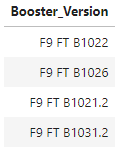 Booster_Version
F9 FT B1022
F9 FT B1026
F9 FT B1021.2
F9 FT B1031.2